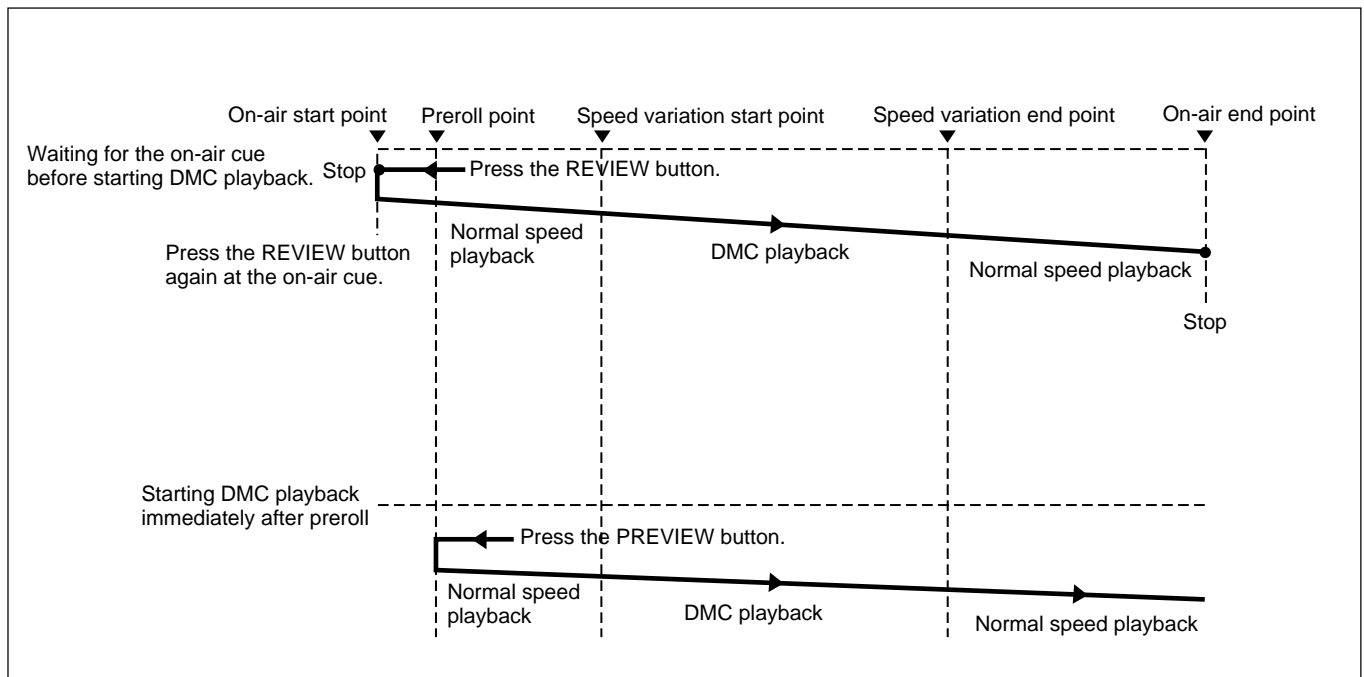 On-air start point
Preroll point
Speed variation start point
Speed variation end point
On-air end point
Waiting for the on-air cue
before starting DMC playback.
Stop
Press the REVIEW button.
Normal speed
playback
DMC playback
Normal speed playback
Press the REVIEW button
again at the on-air cue.
Stop
Starting DMC playback
immediately after preroll
Press the PREVIEW button.
Normal speed
playback
DMC playback
Normal speed playback